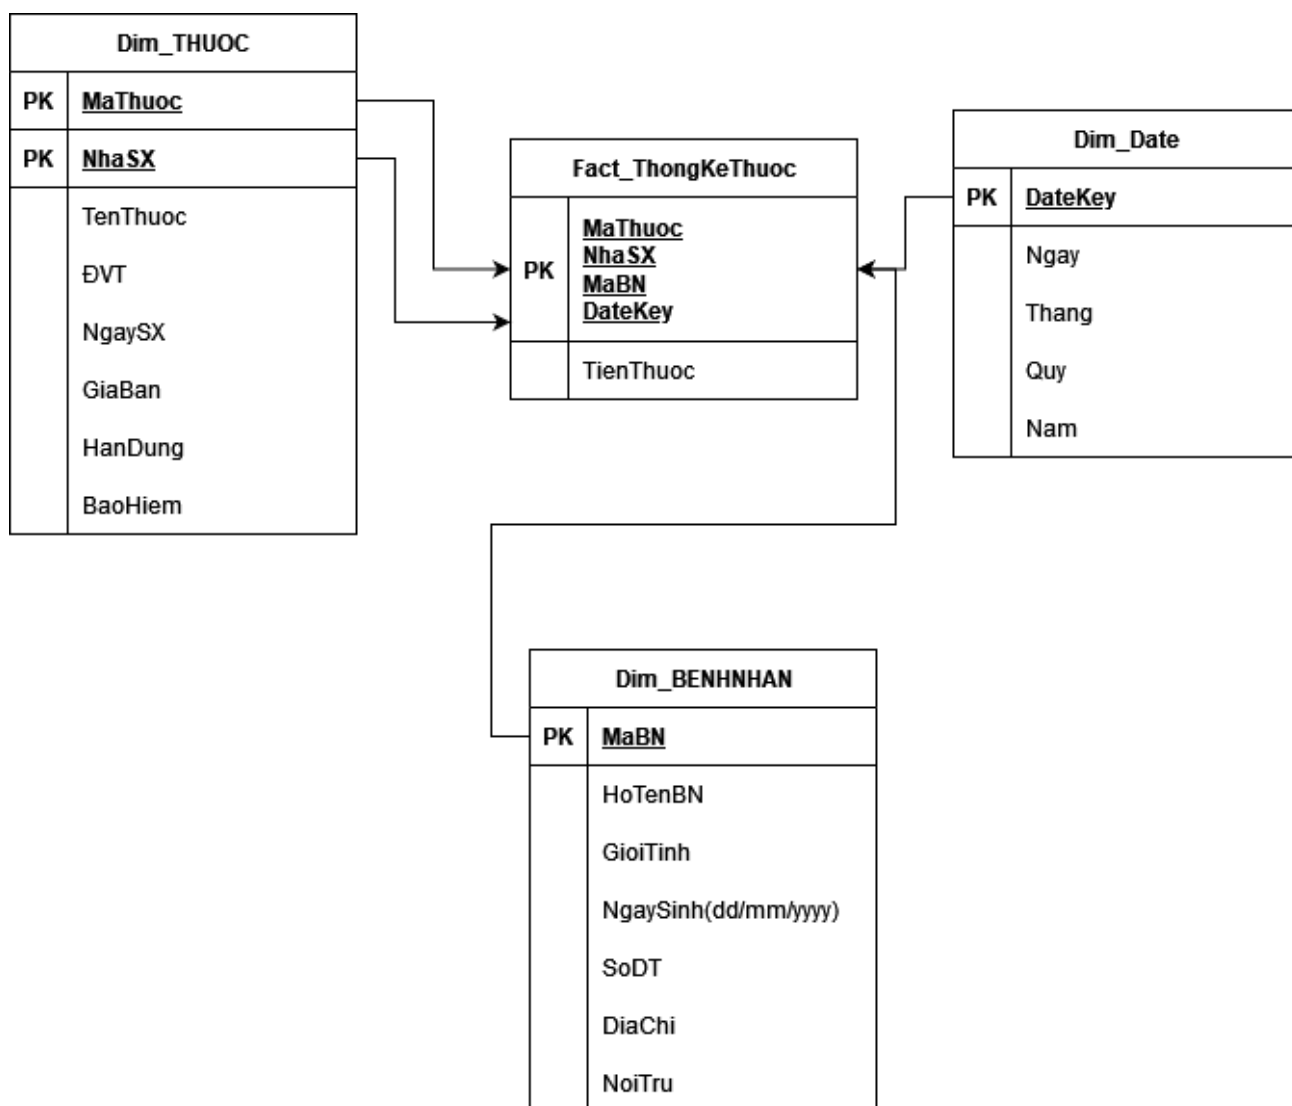 Dim_THUOC
PK MaThuoc
PK NhaSX
TenThuoc
ĐVT
NgaySX
GiaBan
HanDung
BaoHiem
Fact_ThongKeThuoc
PK
MaThuoc
NhaSX
MaBN
DateKey
TienThuoc
Dim_Date
PK DateKey
Ngay
Thang
Quy
Nam
Dim_BENHNHAN
PK MaBN
HoTenBN
GioiTinh
NgaySinh(dd/mm/yyyy)
SoDT
DiaChi
NoiTru